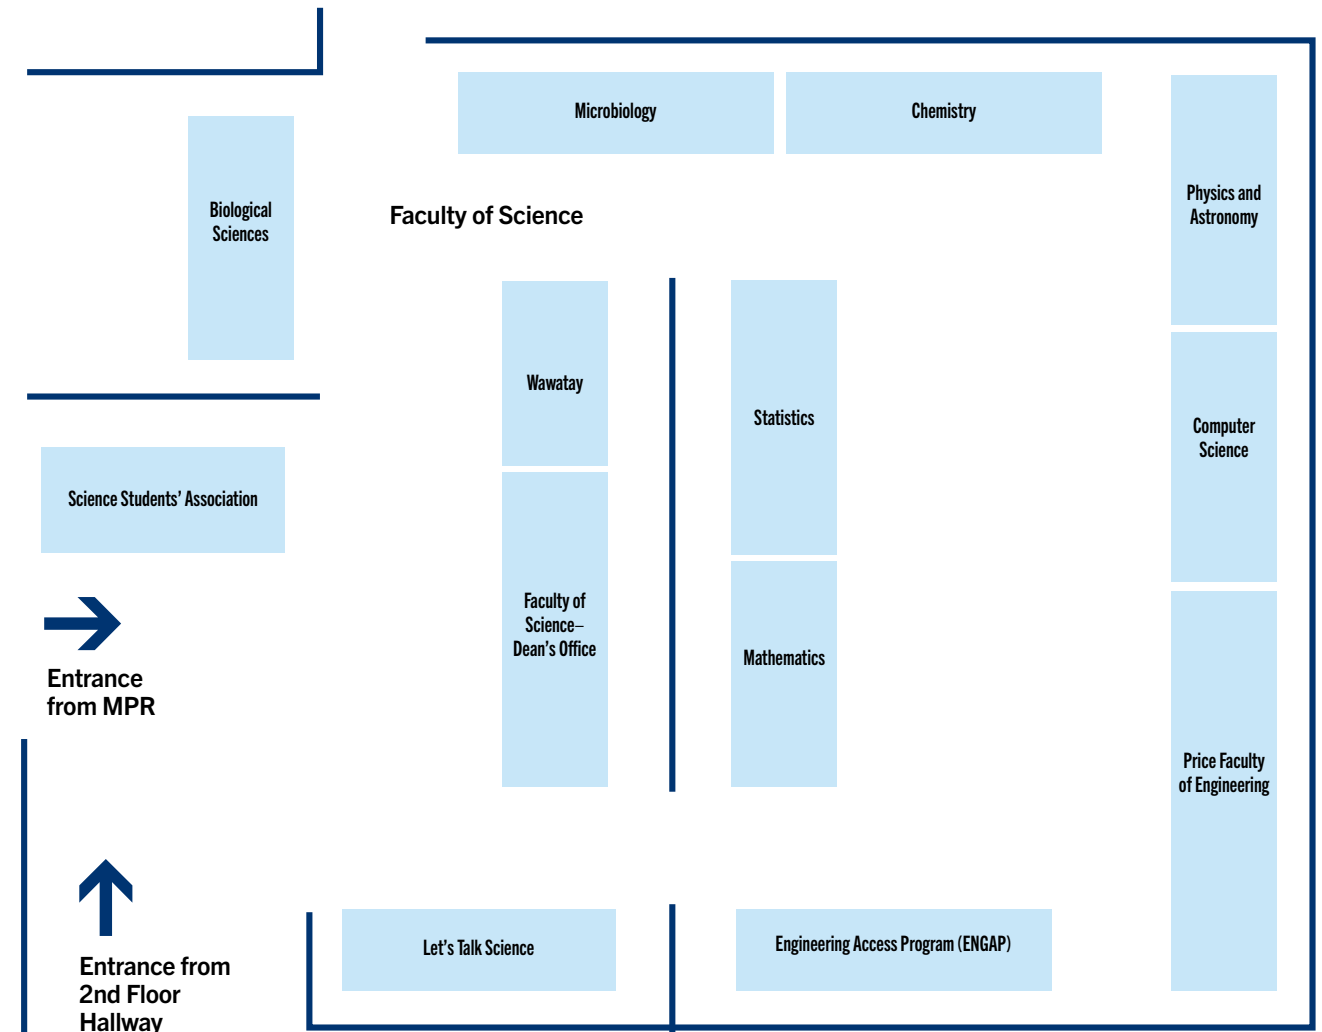 Microbiology
Chemistry
Physics and
Astronomy
Biological
Sciences
Faculty of Science
Wawatay
Statistics
Computer
Science
Science Students’ Association
Faculty of
Science–
Dean’s Office
Mathematics
Entrance
from MPR
Price Faculty
of Engineering
Let’s Talk Science
Engineering Access Program (ENGAP)
Entrance from
2nd Floor
Hallway